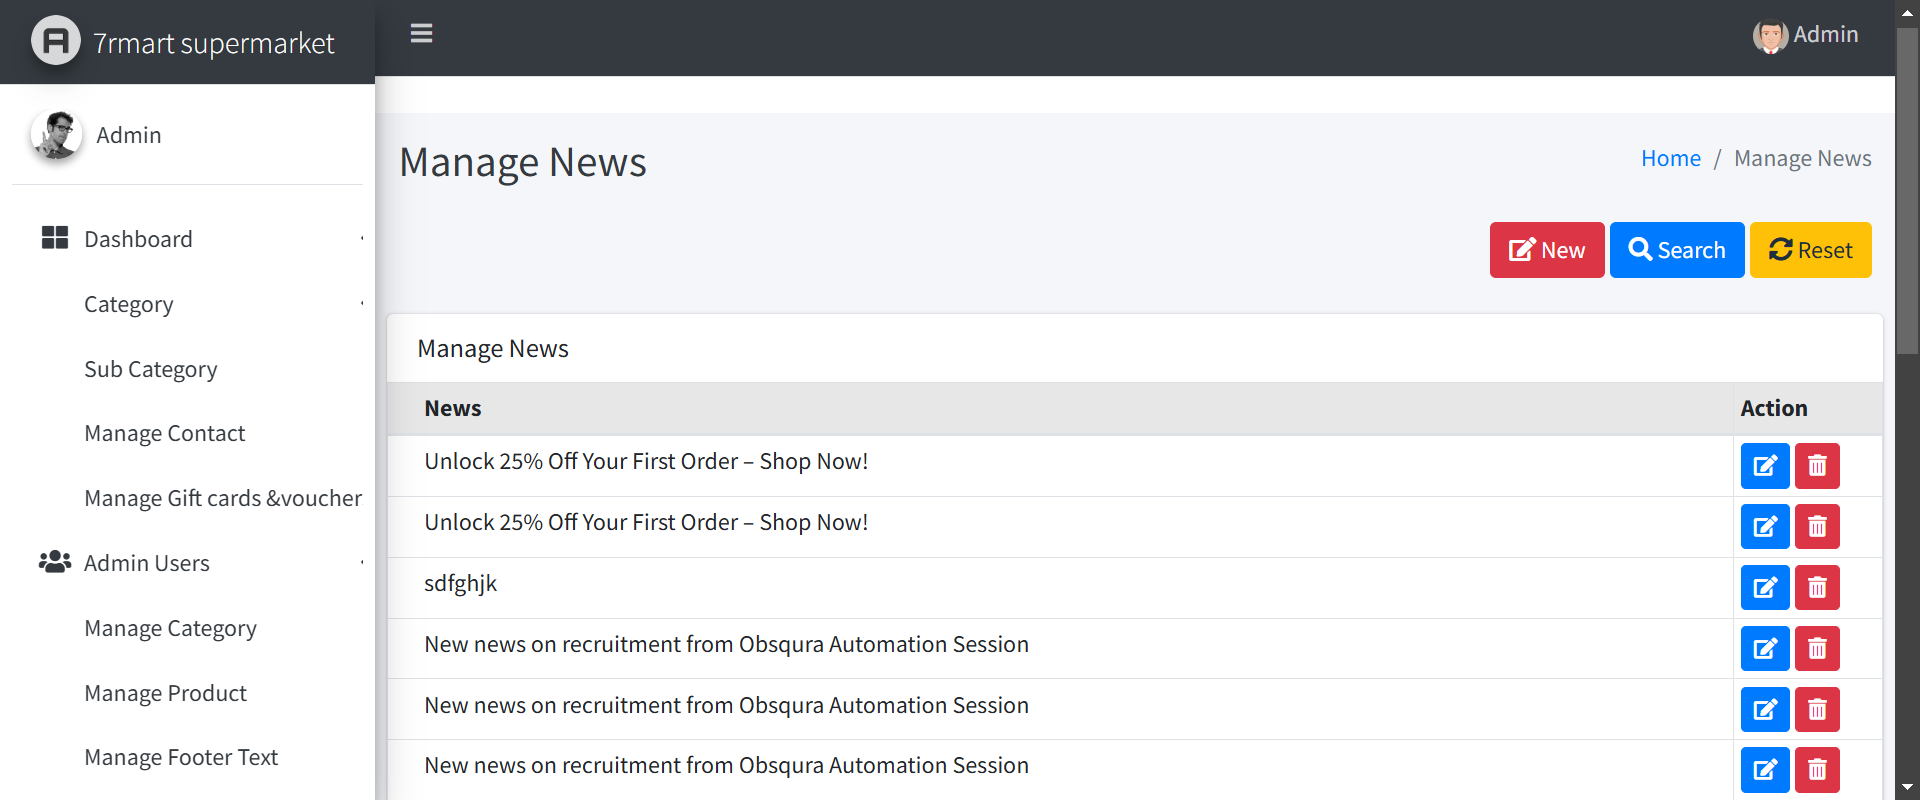 7rmart supermarket
Admin
Admin
Dashboard
Category
Sub Category
Manage Contact
Manage Gift cards &voucher
Admin Users
Manage Category
Manage Product
Manage Footer Text
Manage News
Home / Manage News
New
Search
Reset
Manage News
News Action
Unlock 25% Off Your First Order – Shop Now!
Unlock 25% Off Your First Order – Shop Now!
sdfghjk
New news on recruitment from Obsqura Automation Session
New news on recruitment from Obsqura Automation Session
New news on recruitment from Obsqura Automation Session